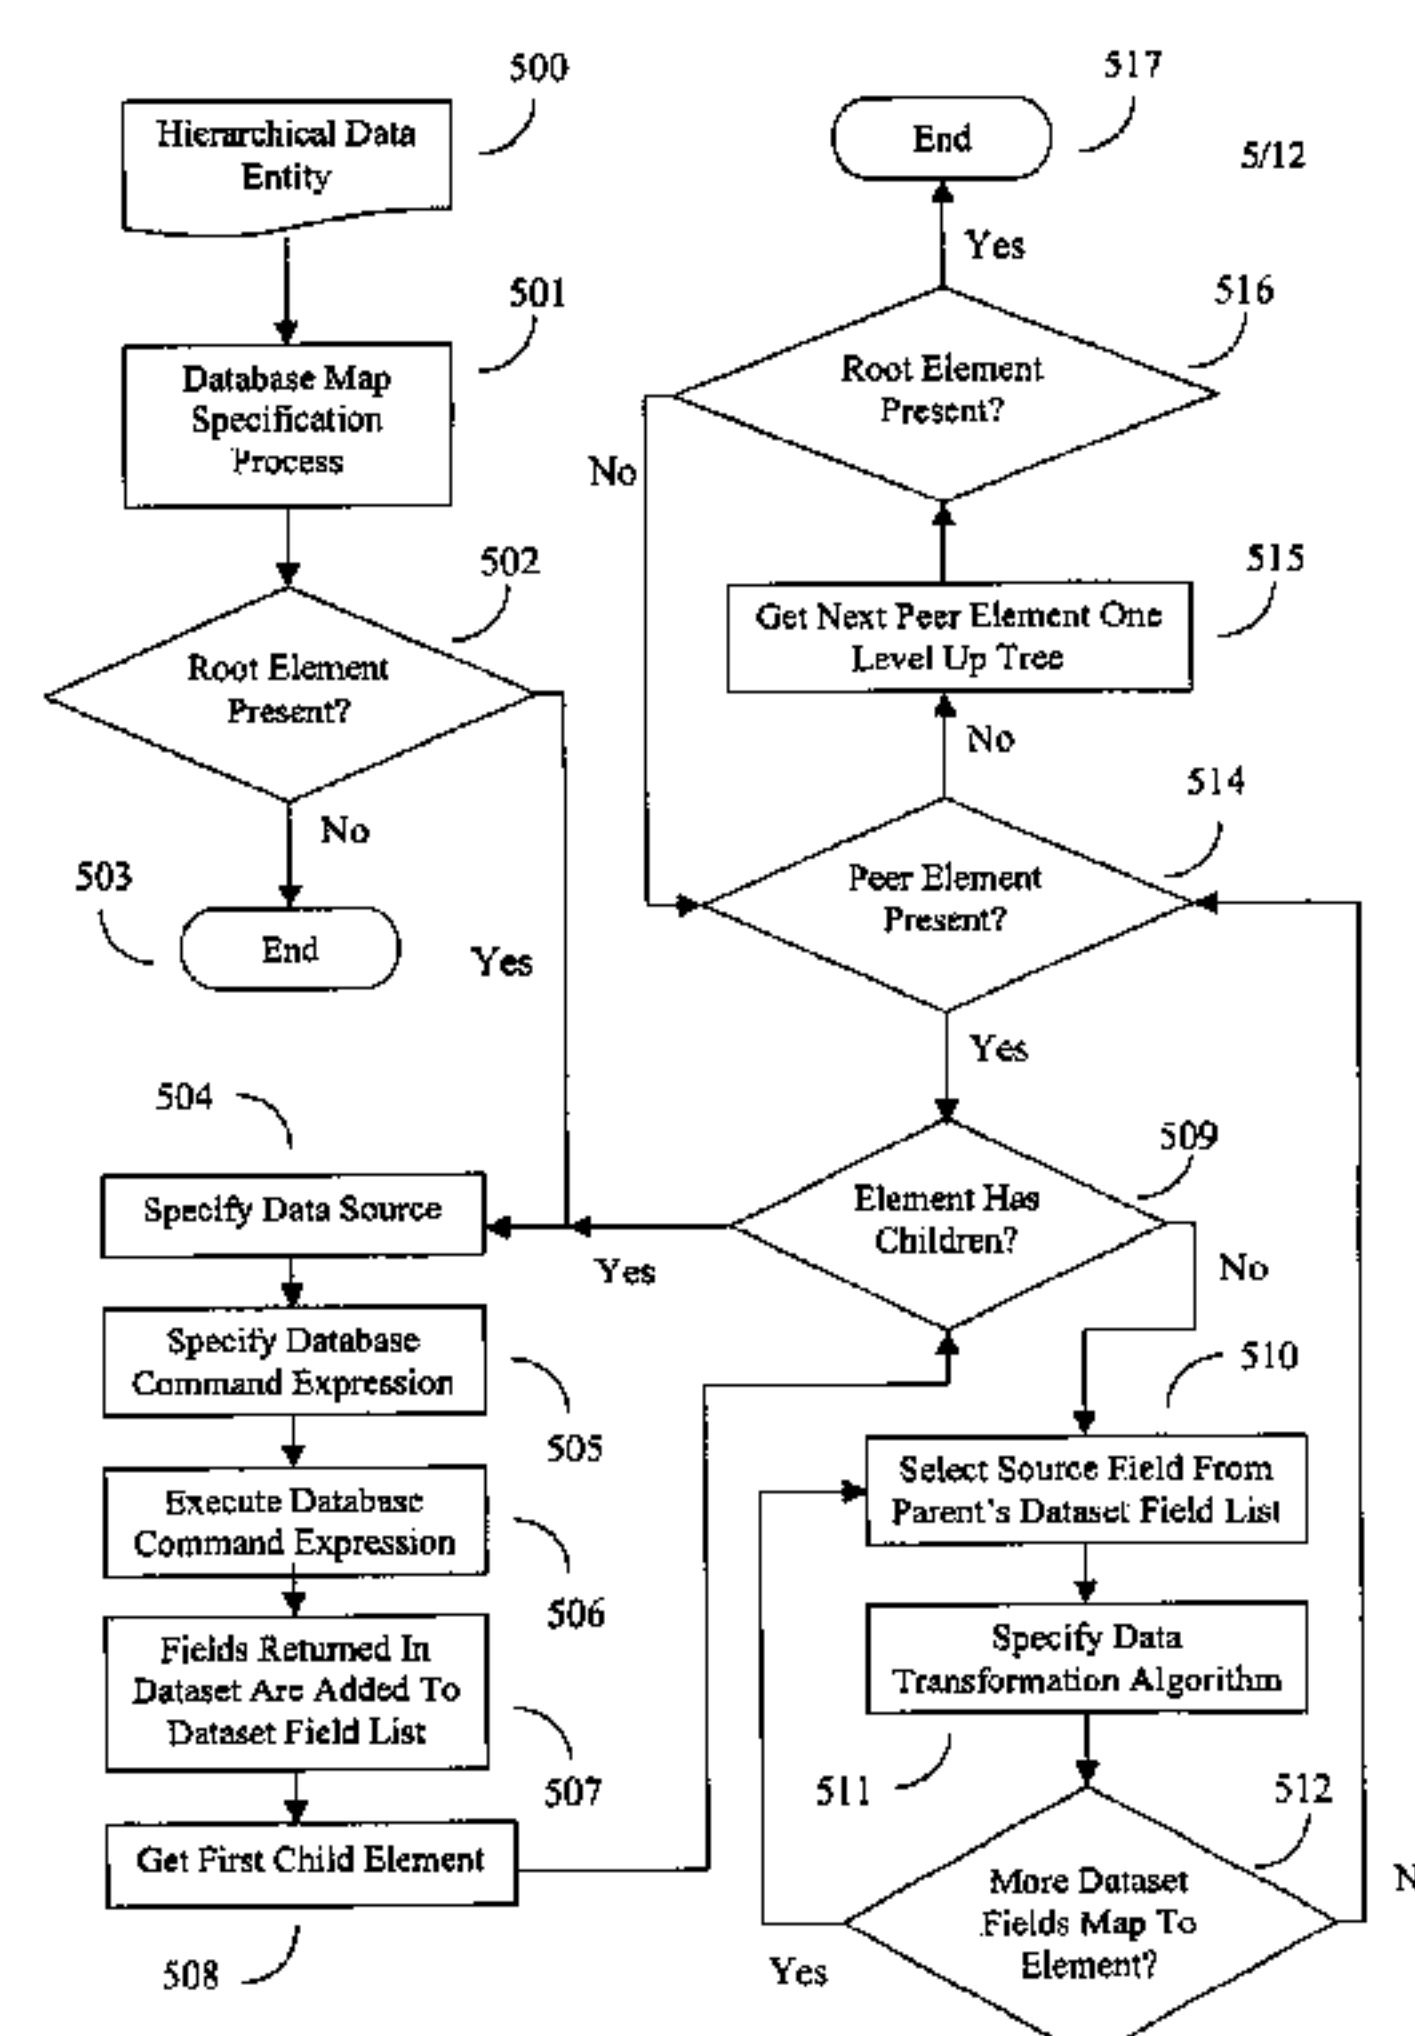 500
Hierarchical Data
Entity
501
Database Map
Specification
Process
502
Root Element
Present?
No
503
End
Yes
504
Specify Data Source
Specify Database
Command Expression
505
Execute Database
Command Expression
506
Fields Returned In
Dataset Are Added To
Dataset Field List
507
Get First Child Element
508
517
End
5/12
Yes
516
Root Element
Present?
No
515
Get Next Peer Element One
Level Up Tree
No
514
Peer Element
Present?
Yes
509
Element Has
Children?
Yes
No
510
Select Source Field From
Parent's Dataset Field List
Specify Data
Transformation Algorithm
511
512
More Dataset
Fields Map To
Element?
Yes